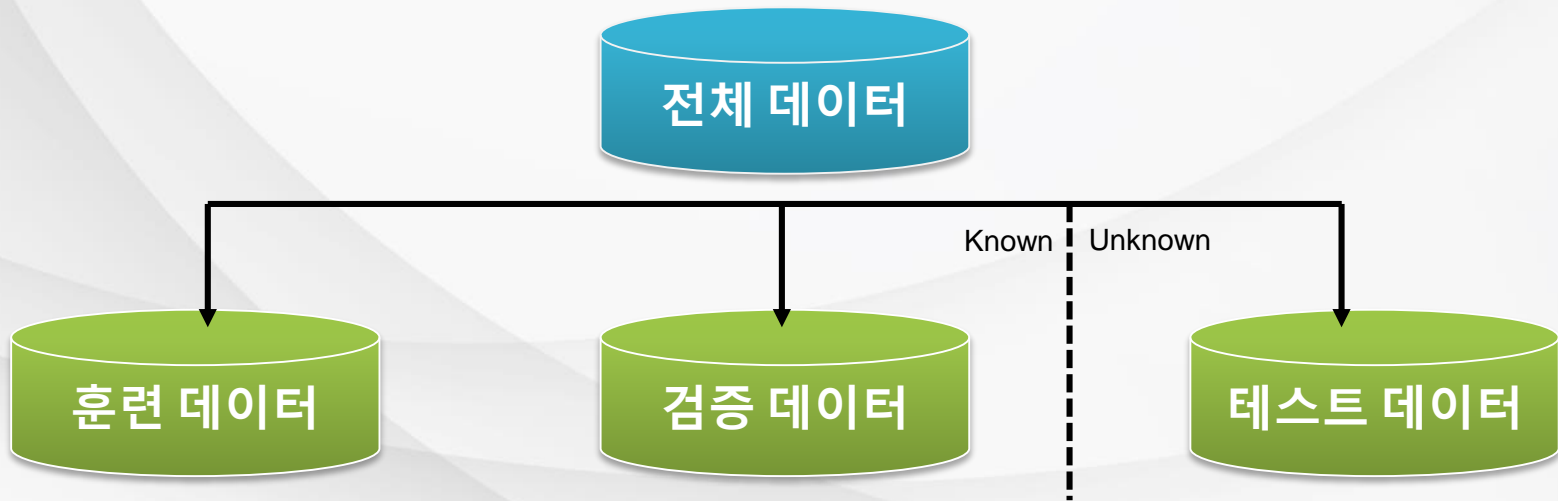 전체 데이터
Known
Unknown
훈련 데이터
검증 데이터
테스트 데이터